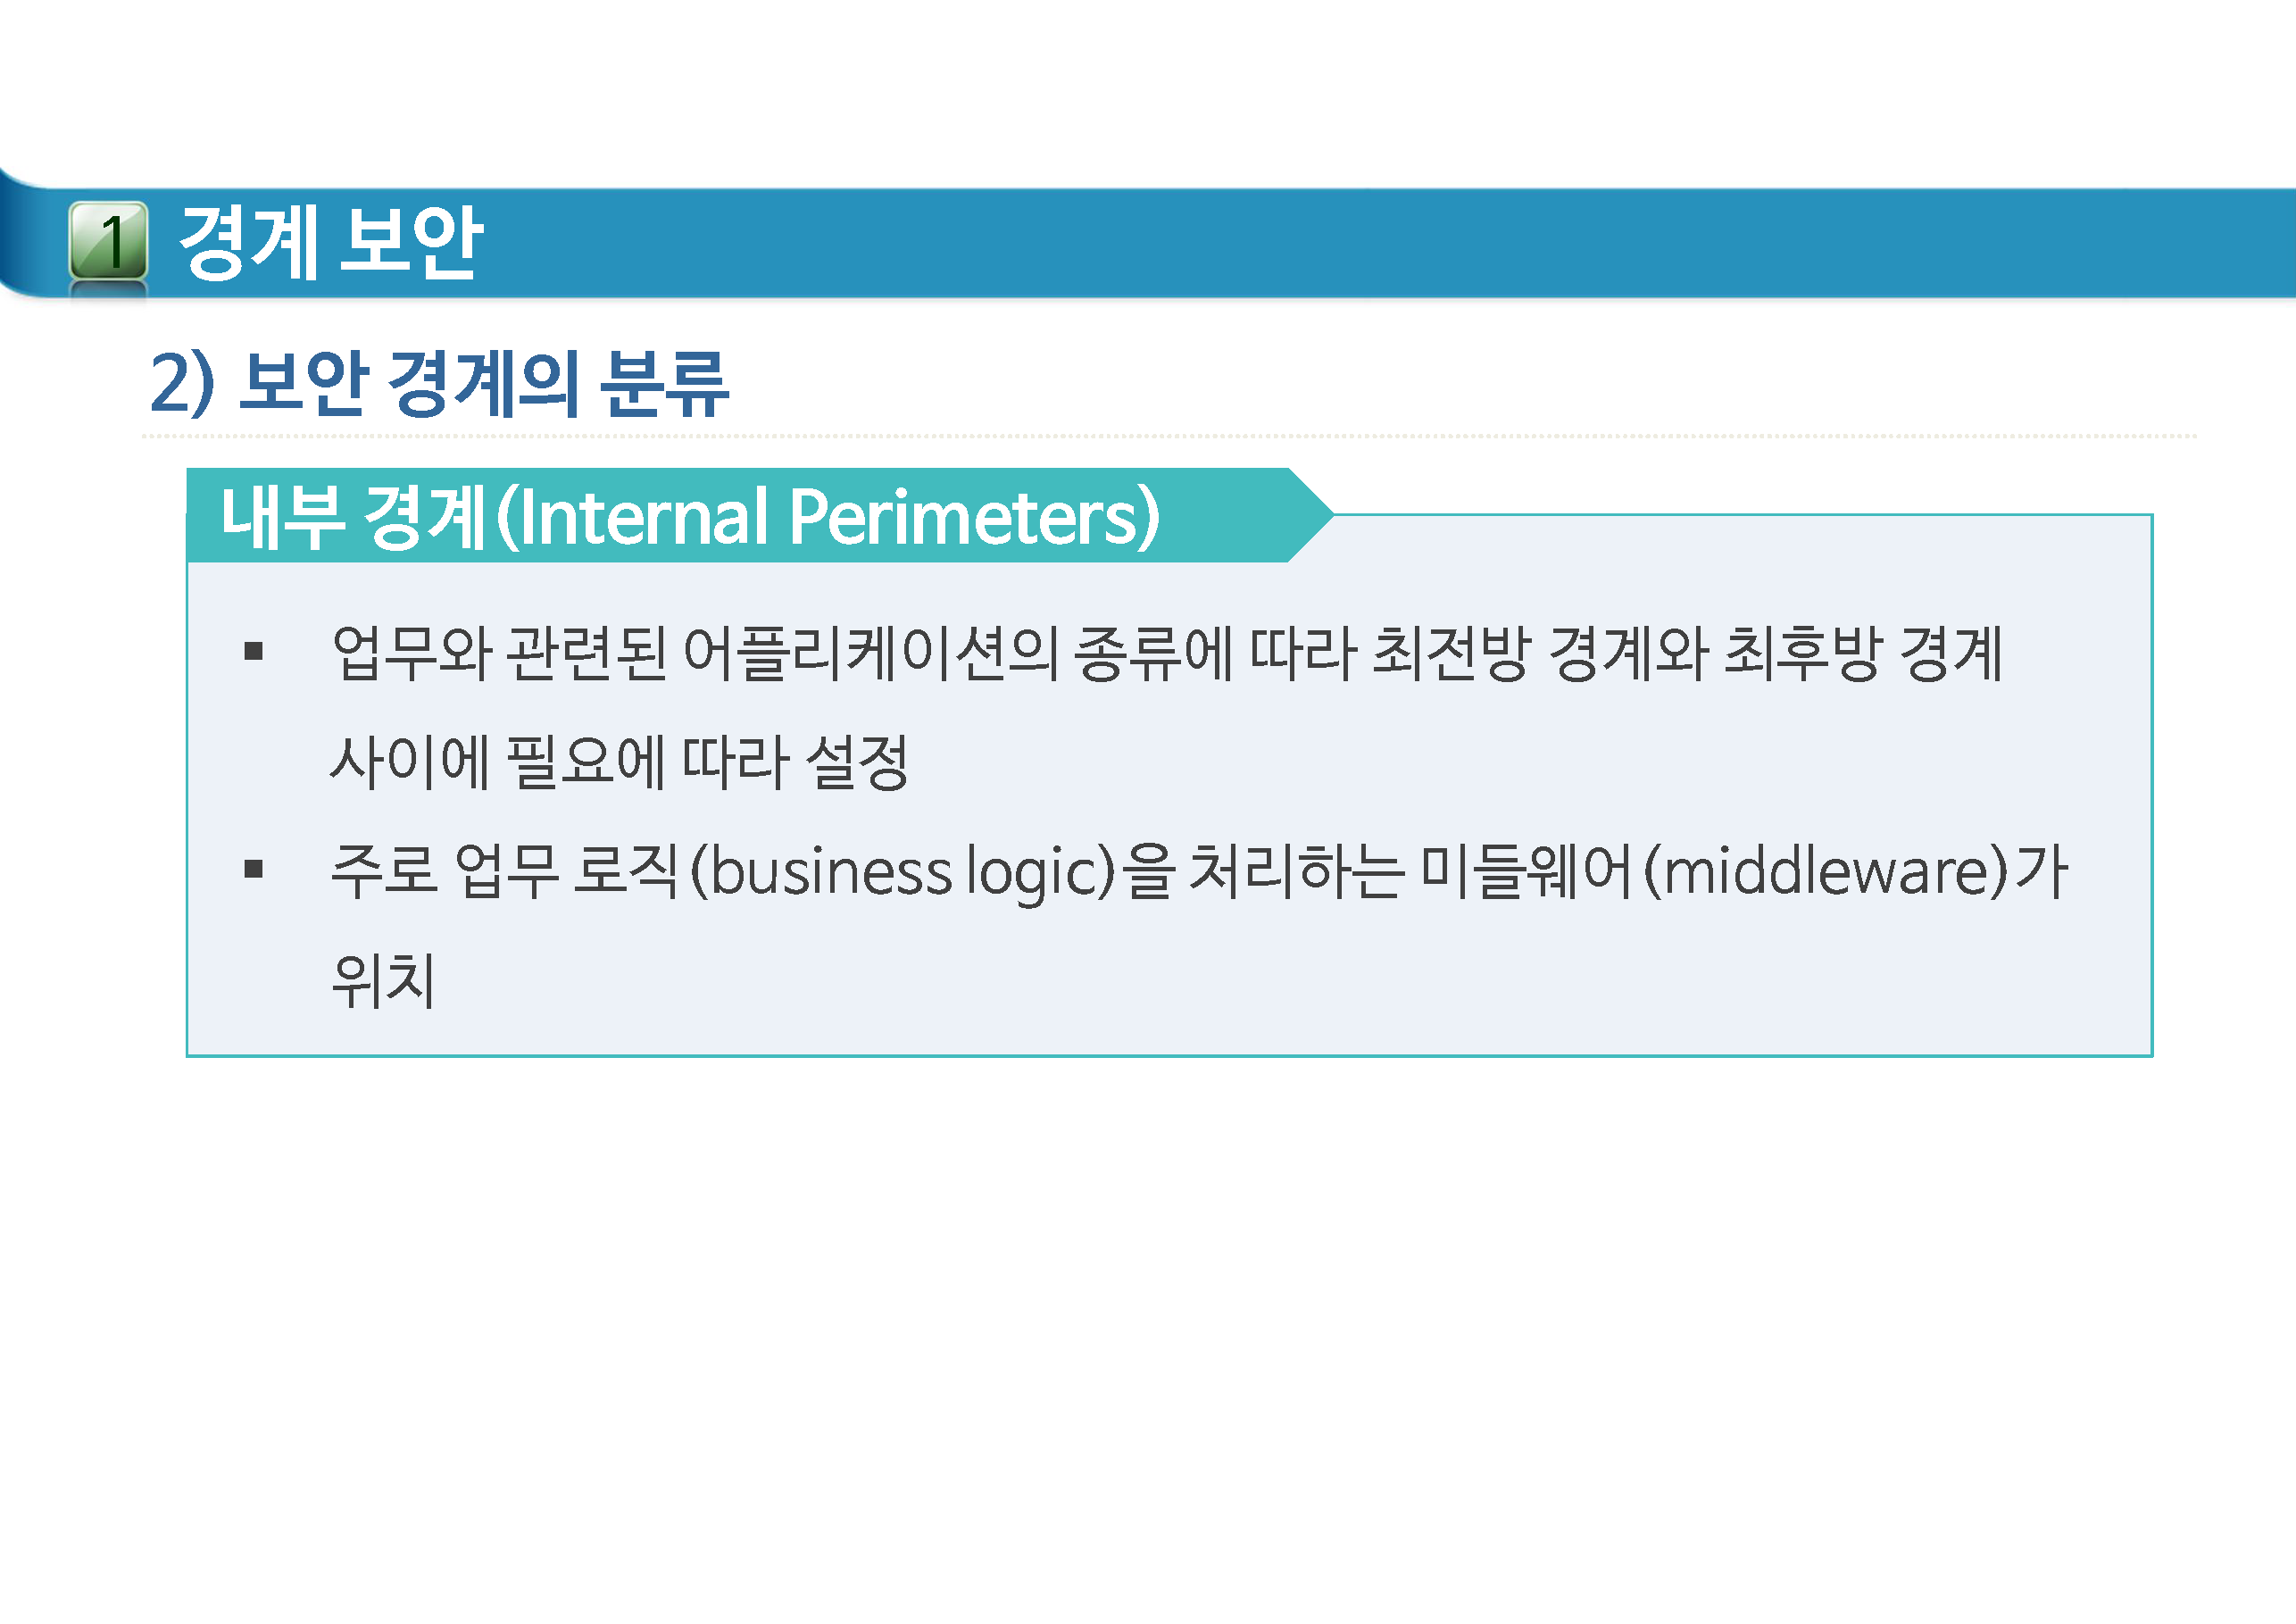 1 경계 보안
2) 보안 경계의 분류
내부 경계(Internal Perimeters)
▪ 업무와 관련된 어플리케이션의 종류에 따라 최전방 경계와 최후방 경계
사이에 필요에 따라 설정
▪ 주로 업무 로직(business logic)을 처리하는 미들웨어(middleware)가
위치